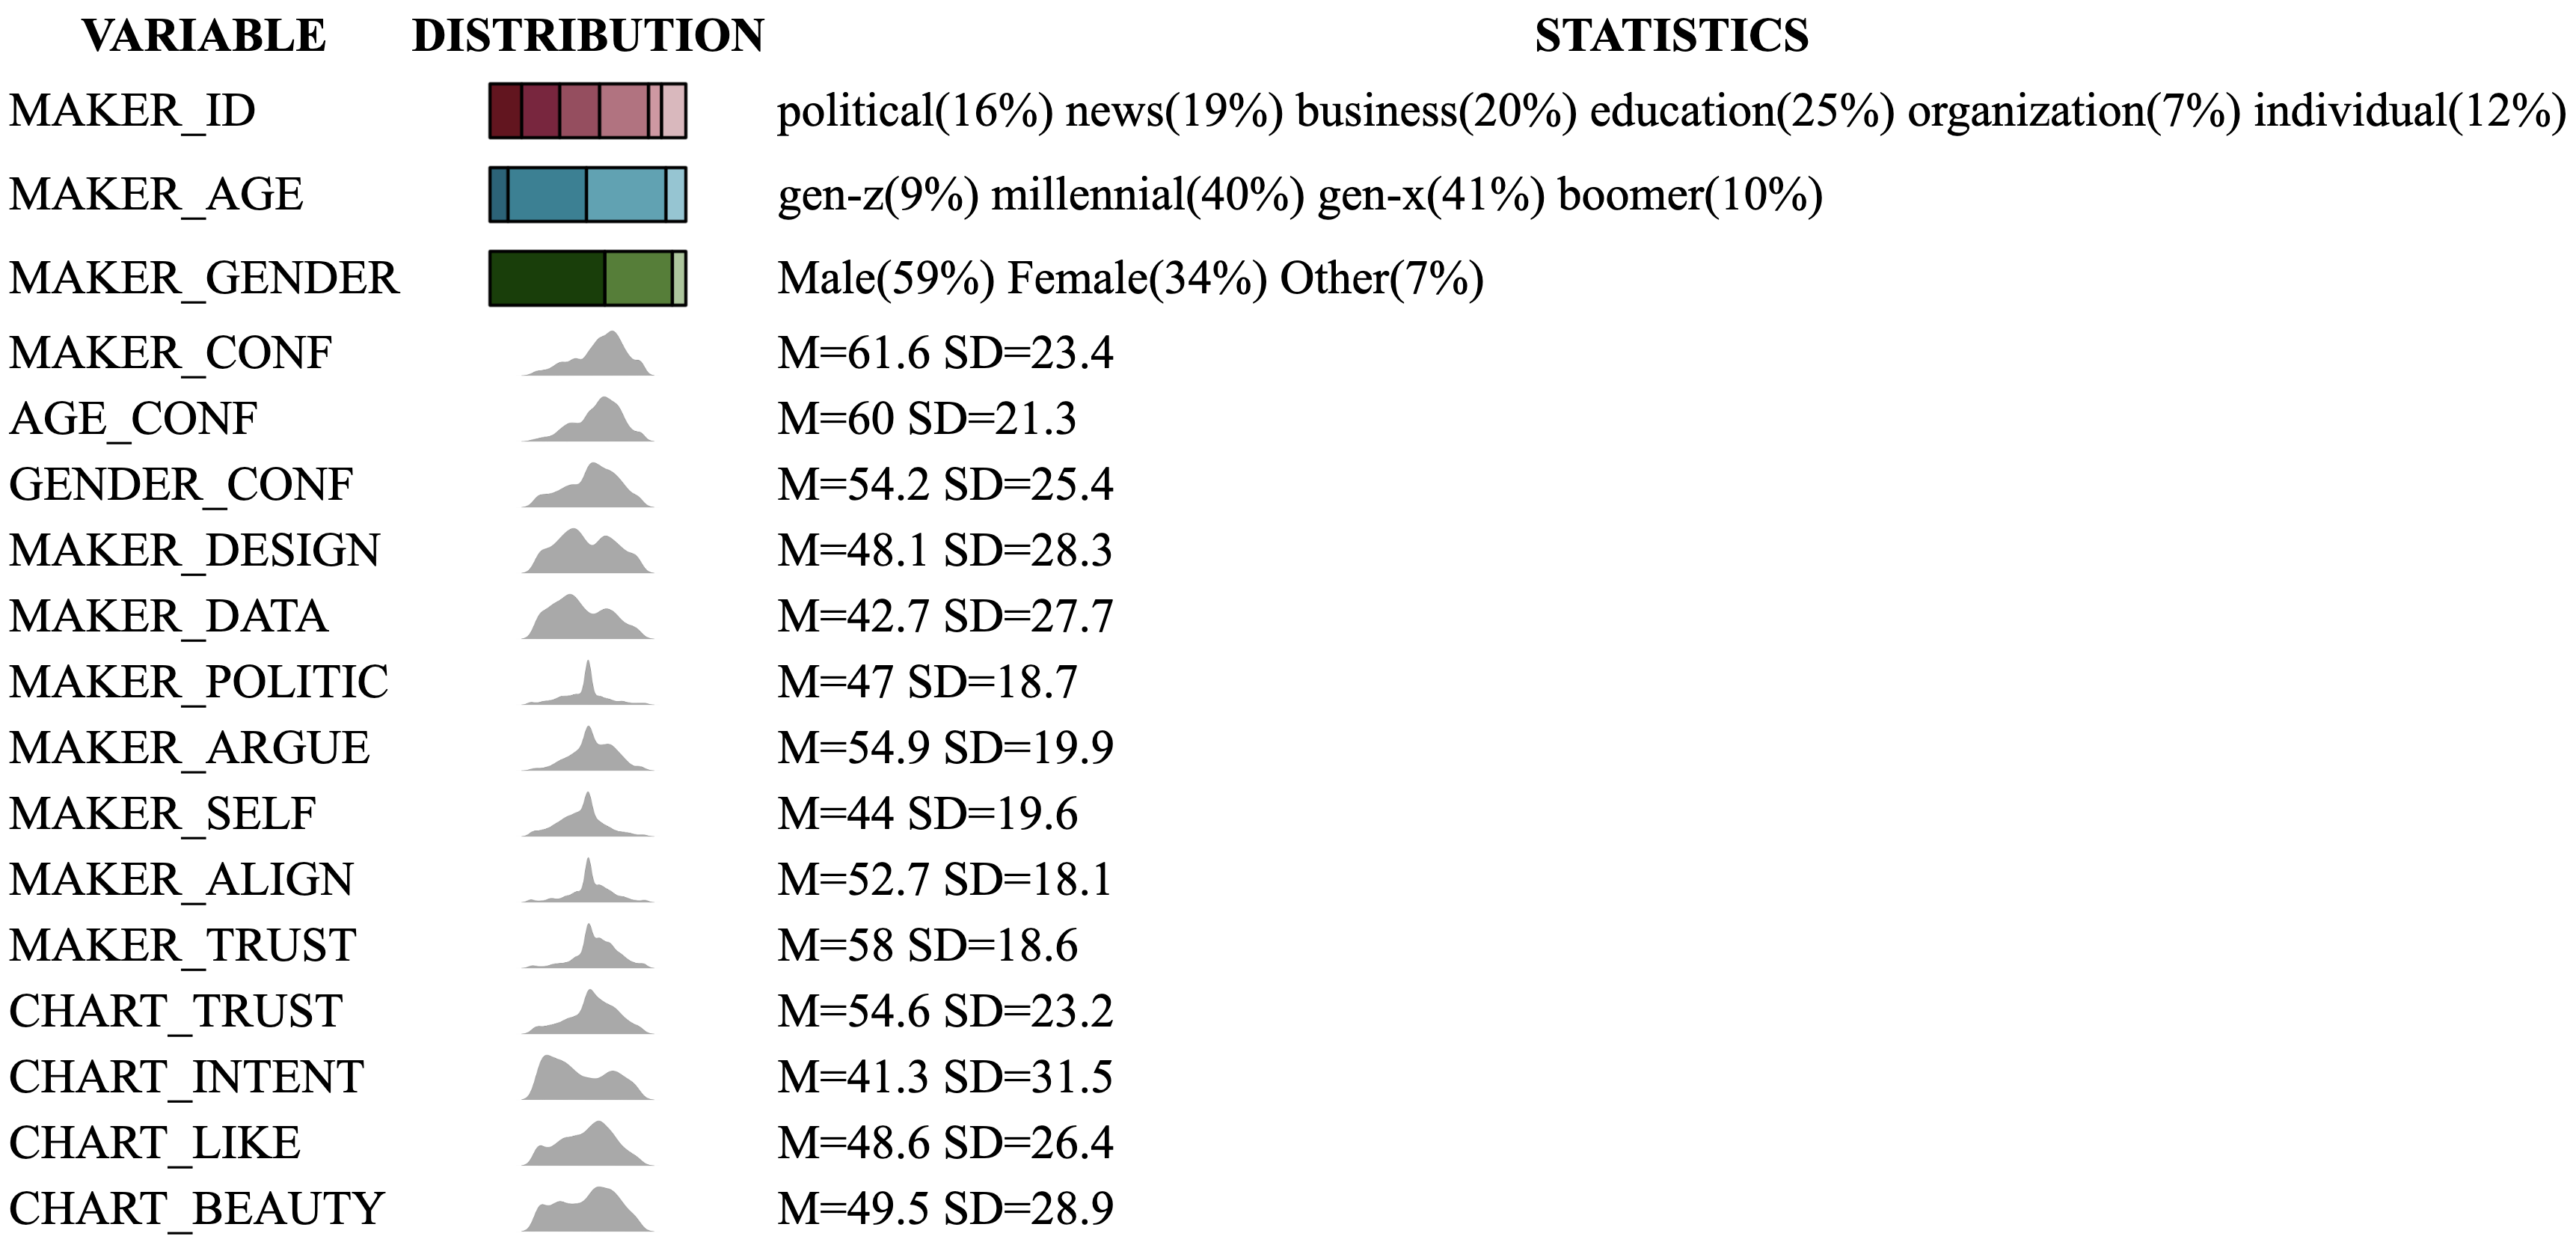 VARIABLE DISTRIBUTION STATISTICS
MAKER_ID political(16%) news(19%) business(20%) education(25%) organization(7%) individual(12%)
MAKER_AGE gen-z(9%) millennial(40%) gen-x(41%) boomer(10%)
MAKER_GENDER Male(59%) Female(34%) Other(7%)
MAKER_CONF M=61.6 SD=23.4
AGE_CONF M=60 SD=21.3
GENDER_CONF M=54.2 SD=25.4
MAKER_DESIGN M=48.1 SD=28.3
MAKER_DATA M=42.7 SD=27.7
MAKER_POLITIC M=47 SD=18.7
MAKER_ARGUE M=54.9 SD=19.9
MAKER_SELF M=44 SD=19.6
MAKER_ALIGN M=52.7 SD=18.1
MAKER_TRUST M=58 SD=18.6
CHART_TRUST M=54.6 SD=23.2
CHART_INTENT M=41.3 SD=31.5
CHART_LIKE M=48.6 SD=26.4
CHART_BEAUTY M=49.5 SD=28.9